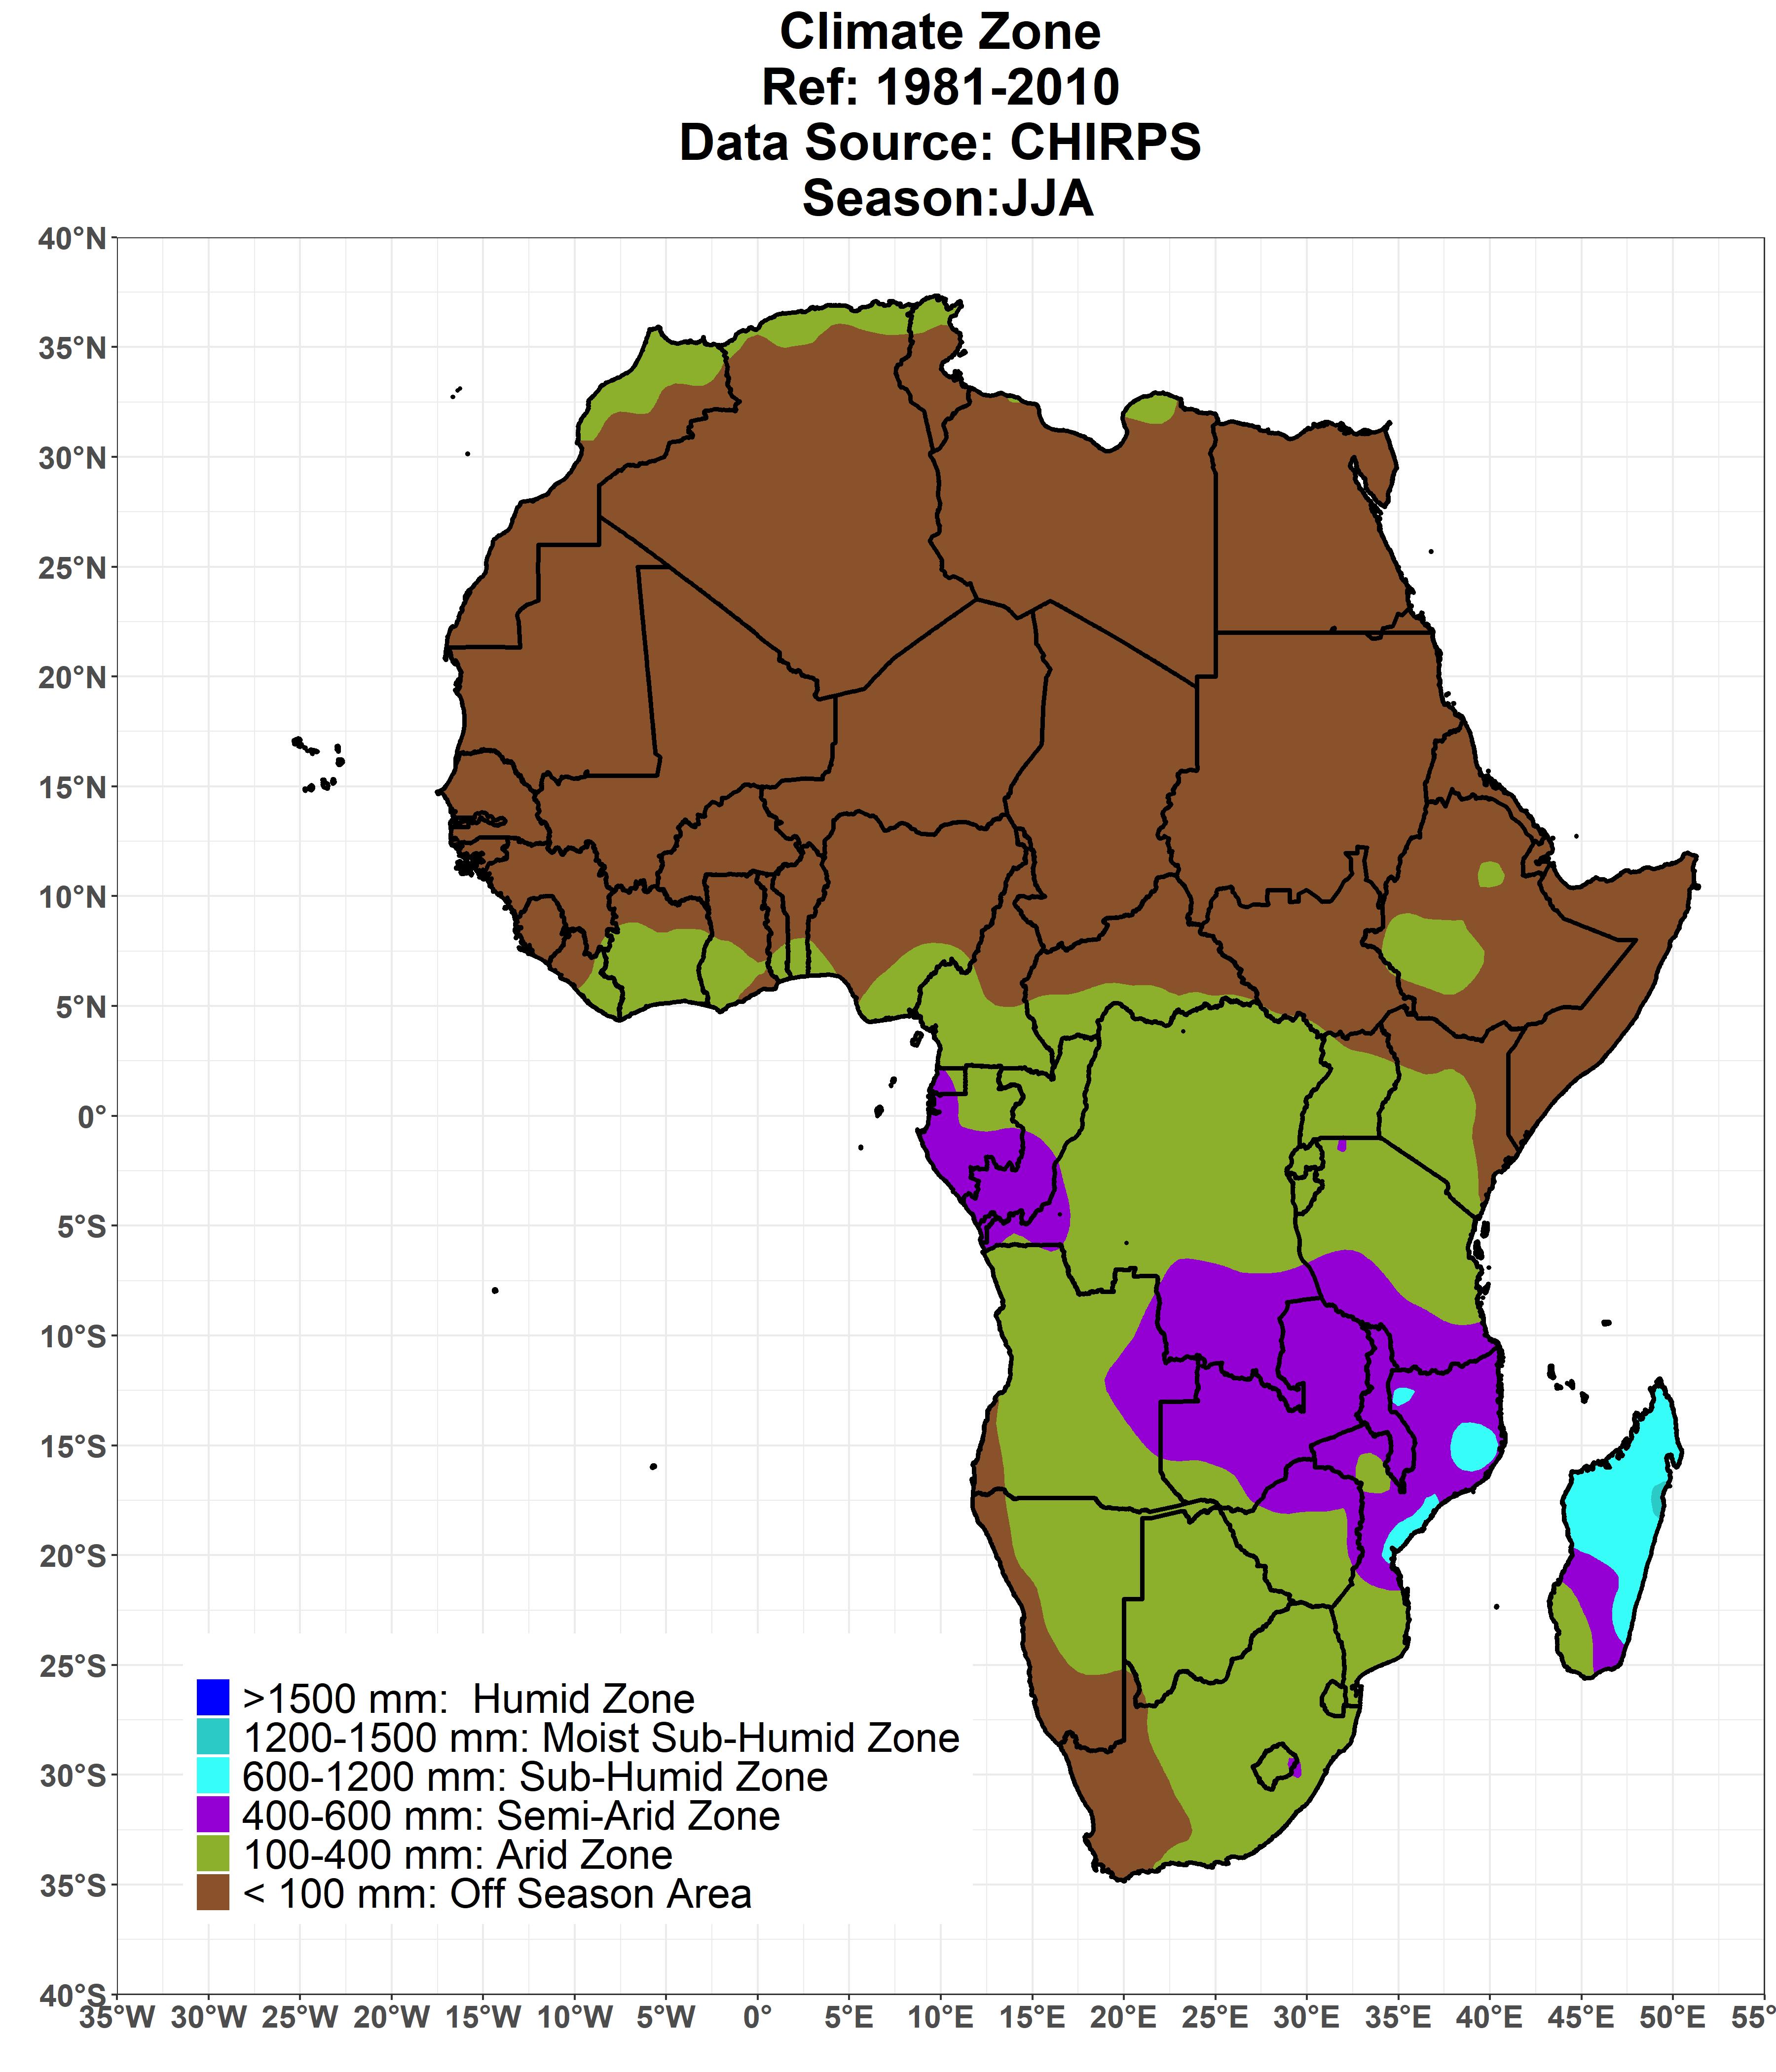 Climate Zone
Ref: 1981-2010
Data Source: CHIRPS
Season:JJA
40°N
35°N
30°N
25°N
20°N
15°N
10°N
5°N
0°
5°S
10°S
15°S
20°S
25°S
30°S
35°S
40°S
>1500 mm:  Humid Zone
1200-1500 mm: Moist Sub-Humid Zone
600-1200 mm: Sub-Humid Zone
400-600 mm: Semi-Arid Zone
100-400 mm: Arid Zone
< 100 mm: Off Season Area
35°W 30°W 25°W 20°W 15°W 10°W 5°W 0° 5°E 10°E 15°E 20°E 25°E 30°E 35°E 40°E 45°E 50°E 55°